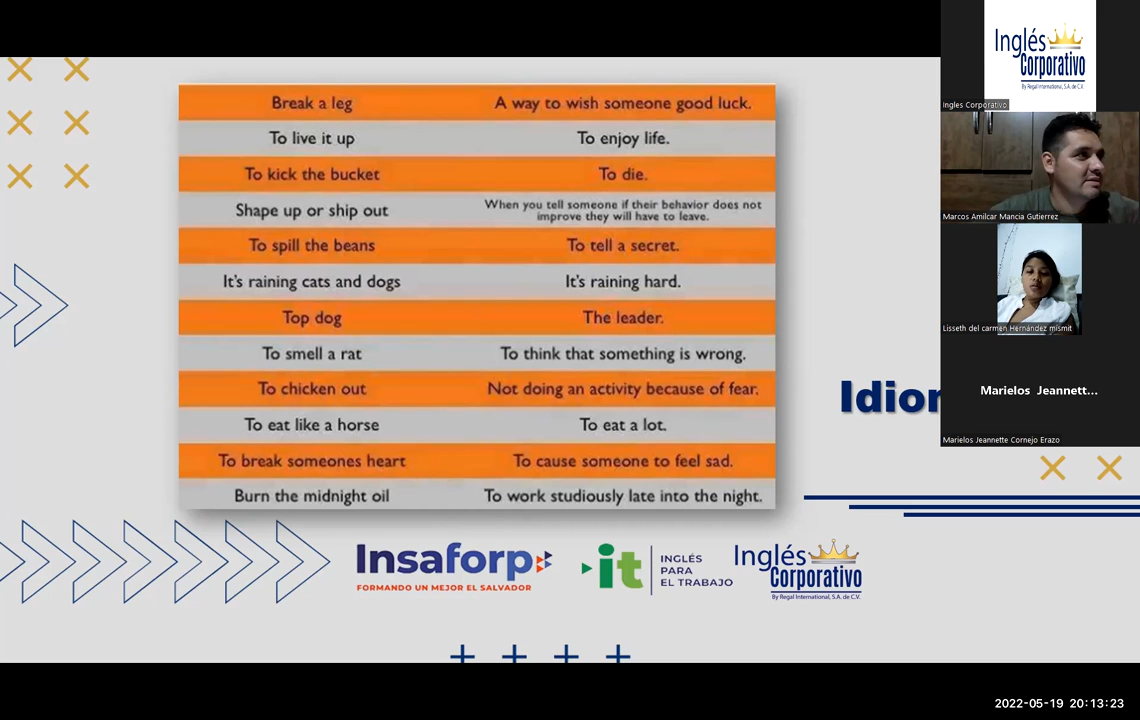 Break a leg A way to wish someone good luck.
To live it up To enjoy life.
To kick the bucket To die.
Shape up or ship out When you tell someone if their behavior does not
improve they will have to leave.
To spill the beans To tell a secret.
It's raining cats and dogs It's raining hard.
Top dog The leader.
To smell a rat To think that something is wrong.
To chicken out Not doing an activity because of fear.
To eat like a horse To eat a lot.
To break someones heart To cause someone to feel sad.
Burn the midnight oil To work studiously late into the night.
Insaforp
FORMANDO UN MEJOR EL SALVADOR
it
INGLÉS
PARA
EL TRABAJO
Inglés
Corporativo
By Regal International, S.A. de C.V.
Inglés
Corporativo
By Regal International, S.A. de C.V.
Ingles Corporativo
Marcos Amilcar Mancia Gutierrez
Lisseth del carmen Hernández mismit
Marielos Jeannett...
Marielos Jeannette Cornejo Erazo
2022-05-19 20:13:23